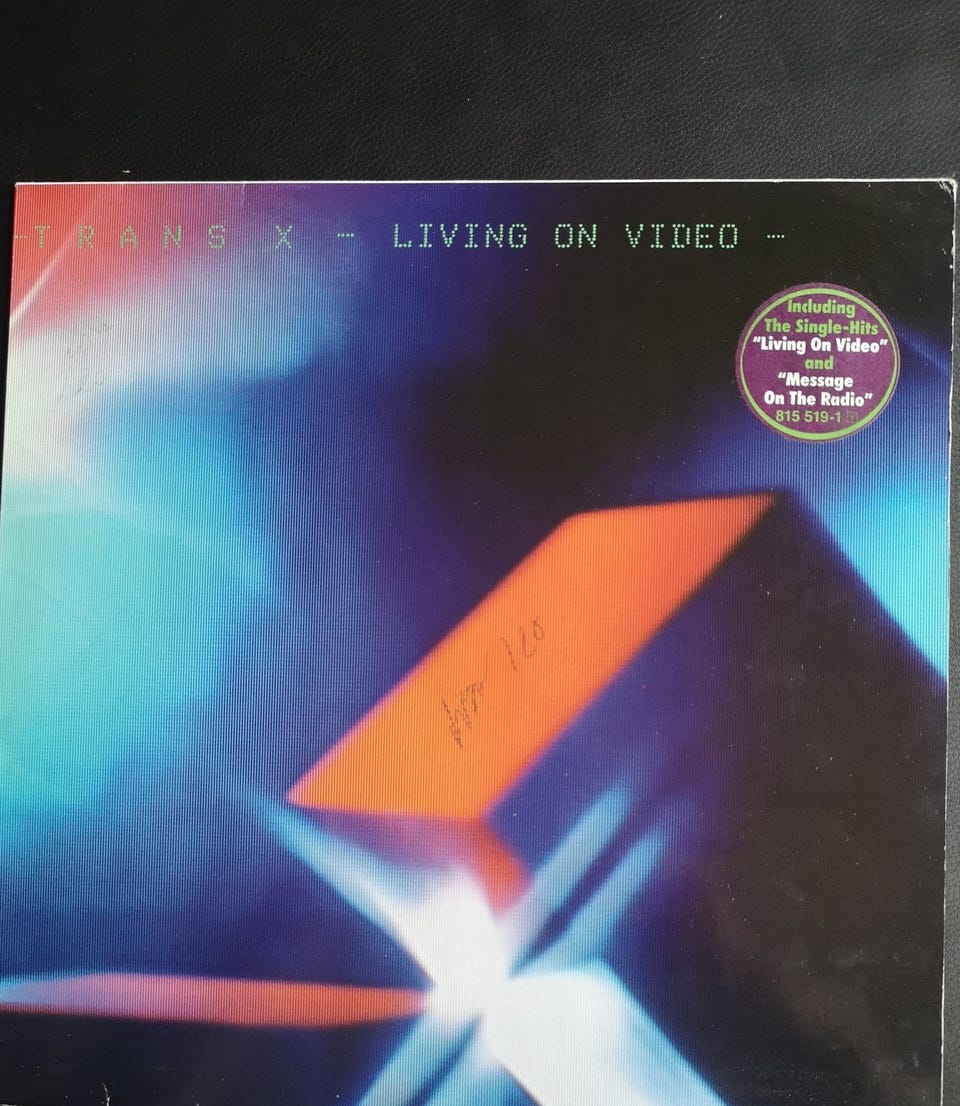 -TRANS X - LIVING ON VIDEO -
Including
The Single-Hits
"Living On Video"
and
"Message
On The Radio"
815 519-1 Y
120